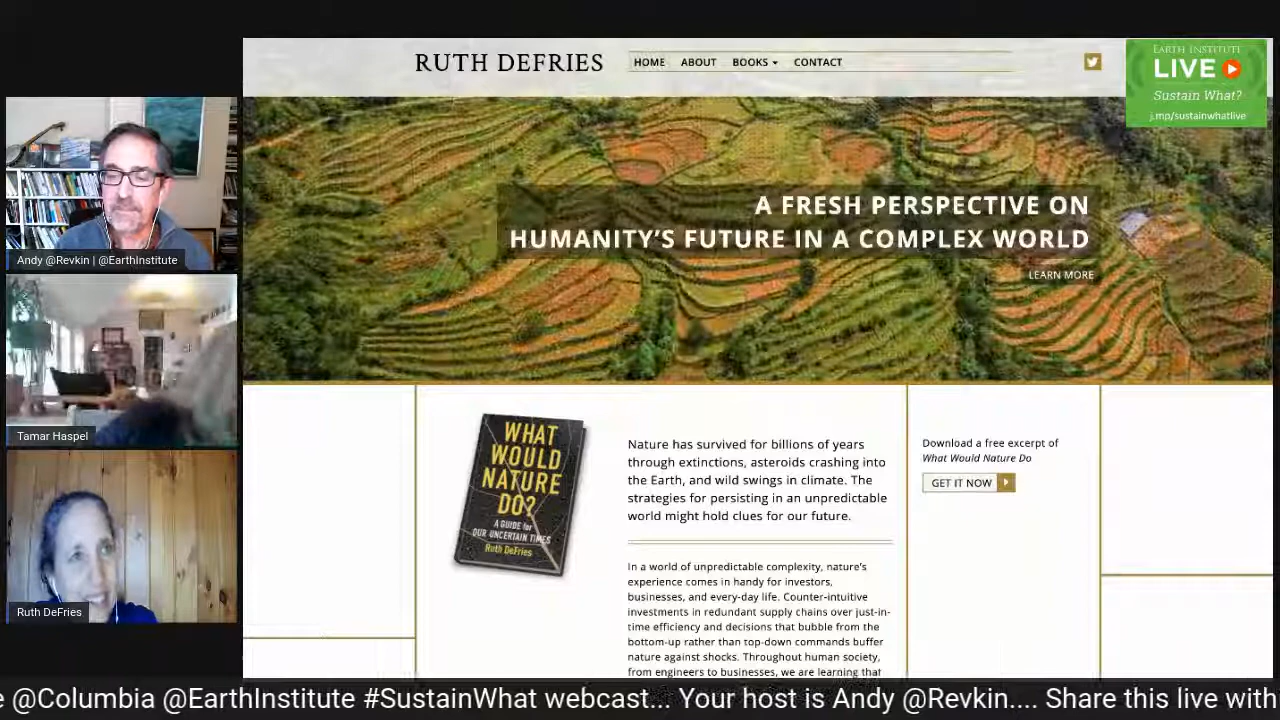 RUTH DEFRIES
HOME ABOUT BOOKS CONTACT
EARTH INSTITUTE
LIVE
Sustain What?
j.mp/sustainwhatlive
A FRESH PERSPECTIVE ON
HUMANITY'S FUTURE IN A COMPLEX WORLD
LEARN MORE
Andy @Revkin | @EarthInstitute
Tamar Haspel
Ruth DeFries
WHAT
WOULD
NATURE
DO?
A GUIDE for
OUR UNCERTAIN TIMES
Ruth DeFries
Nature has survived for billions of years
through extinctions, asteroids crashing into
the Earth, and wild swings in climate. The
strategies for persisting in an unpredictable
world might hold clues for our future.
In a world of unpredictable complexity, nature's
experience comes in handy for investors,
businesses, and every-day life. Counter-intuitive
investments in redundant supply chains over just-in-
time efficiency and decisions that bubble from the
bottom-up rather than top-down commands buffer
nature against shocks. Throughout human society,
from engineers to businesses, we are learning that
Download a free excerpt of
What Would Nature Do
GET IT NOW
e @Columbia @EarthInstitute #SustainWhat webcast... Your host is Andy @Revkin.... Share this live with